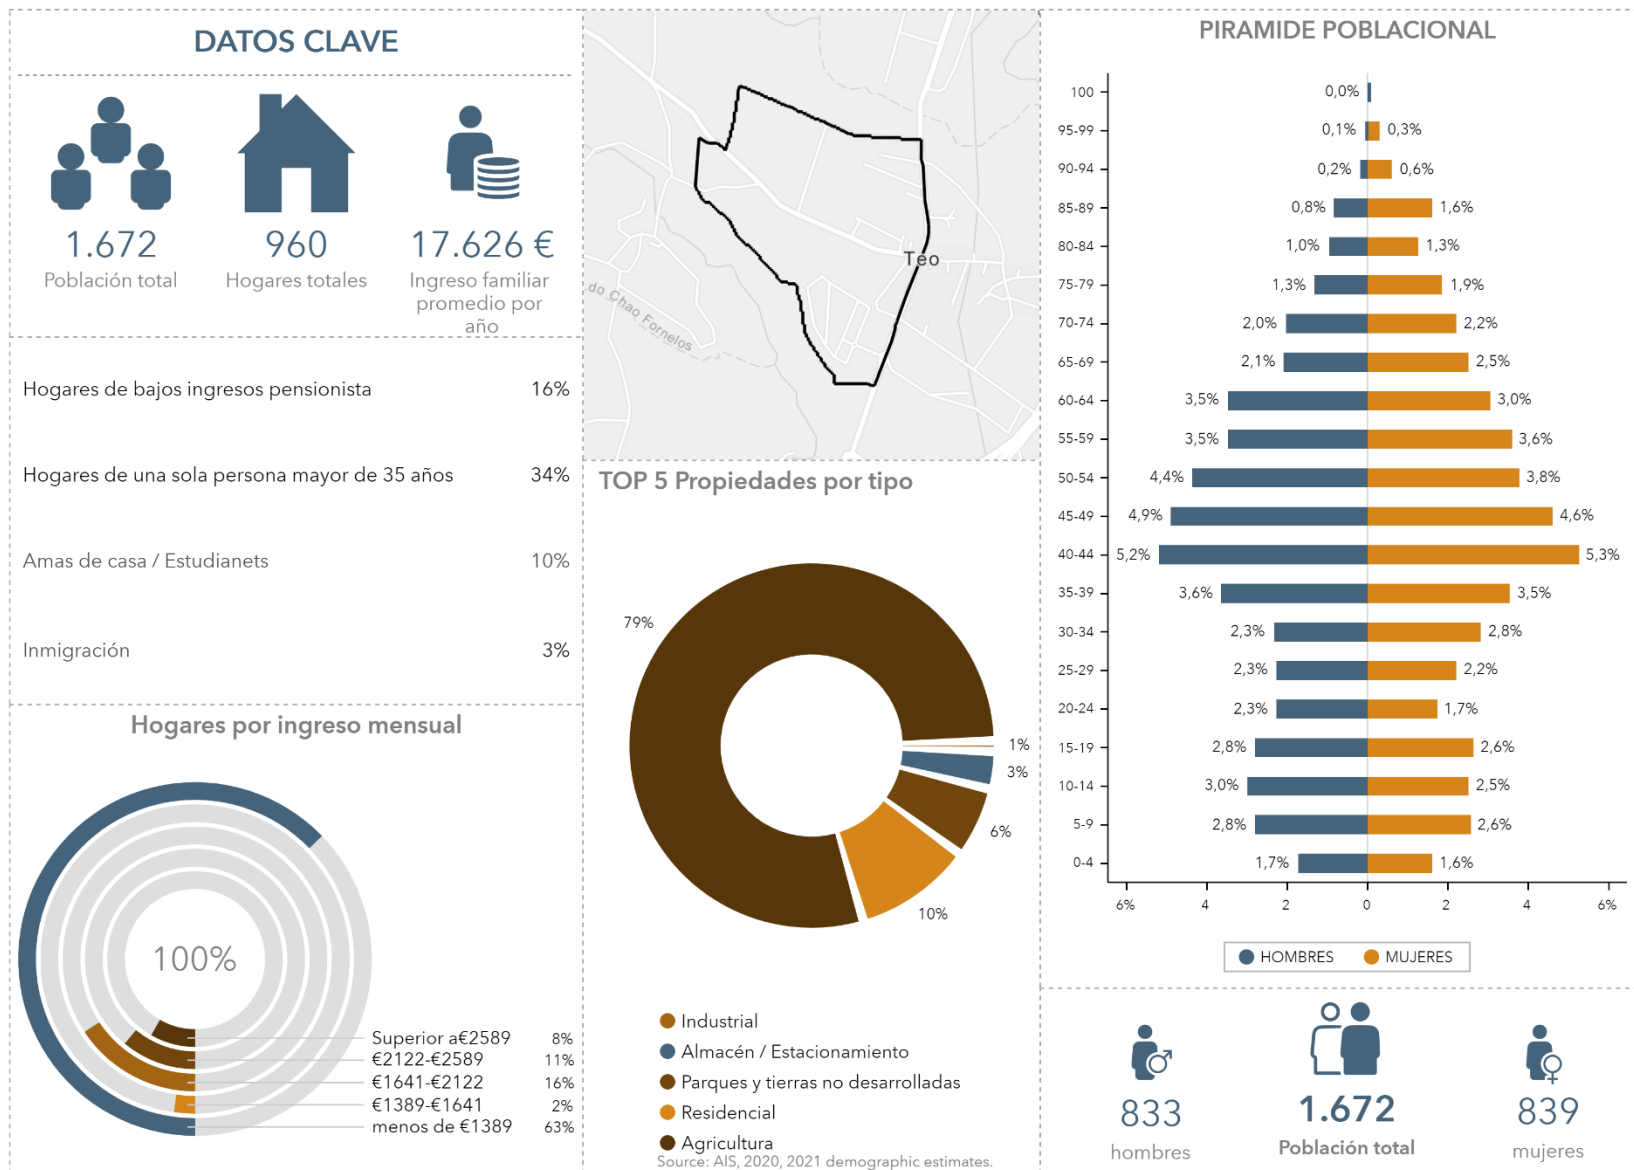 DATOS CLAVE
1.672
Población total
960
Hogares totales
17.626 €
Ingreso familiar
promedio por
año
Hogares de bajos ingresos pensionista 16%
Hogares de una sola persona mayor de 35 años 34%
Amas de casa / Estudianets 10%
Inmigración 3%
Hogares por ingreso mensual
100%
Superior a€2589 8%
€2122-€2589 11%
€1641-€2122 16%
€1389-€1641 2%
menos de €1389 63%
Teo
do Chao Fornelos
TOP 5 Propiedades por tipo
79%
1%
3%
6%
10%
Industrial
Almacén / Estacionamiento
Parques y tierras no desarrolladas
Residencial
Agricultura
Source: AIS, 2020, 2021 demographic estimates.
PIRAMIDE POBLACIONAL
100 0,0%
95-99 0,1% 0,3%
90-94 0,2% 0,6%
85-89 0,8% 1,6%
80-84 1,0% 1,3%
75-79 1,3% 1,9%
70-74 2,0% 2,2%
65-69 2,1% 2,5%
60-64 3,5% 3,0%
55-59 3,5% 3,6%
50-54 4,4% 3,8%
45-49 4,9% 4,6%
40-44 5,2% 5,3%
35-39 3,6% 3,5%
30-34 2,3% 2,8%
25-29 2,3% 2,2%
20-24 2,3% 1,7%
15-19 2,8% 2,6%
10-14 3,0% 2,5%
5-9 2,8% 2,6%
0-4 1,7% 1,6%
6% 4 2 0 2 4 6%
HOMBRES MUJERES
833
hombres
1.672
Población total
839
mujeres